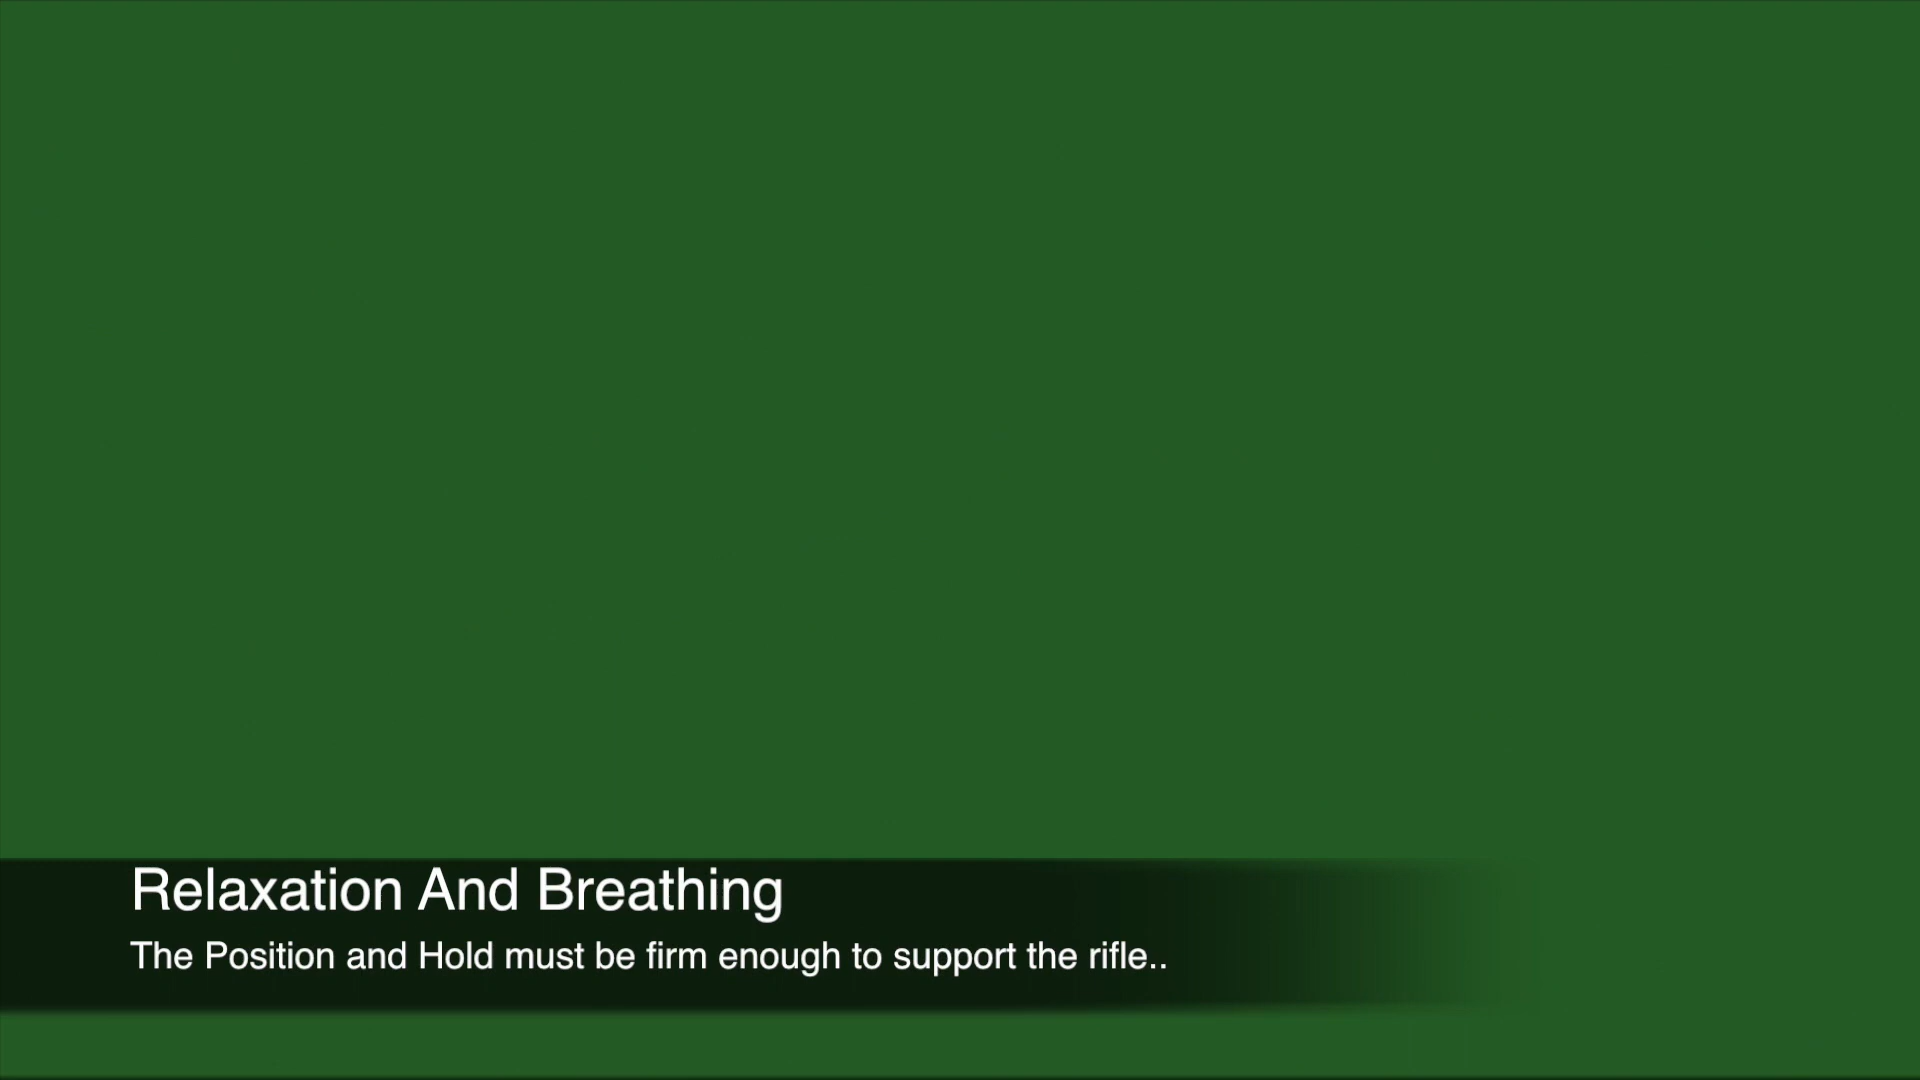 Relaxation And Breathing
The Position and Hold must be firm enough to support the rifle..